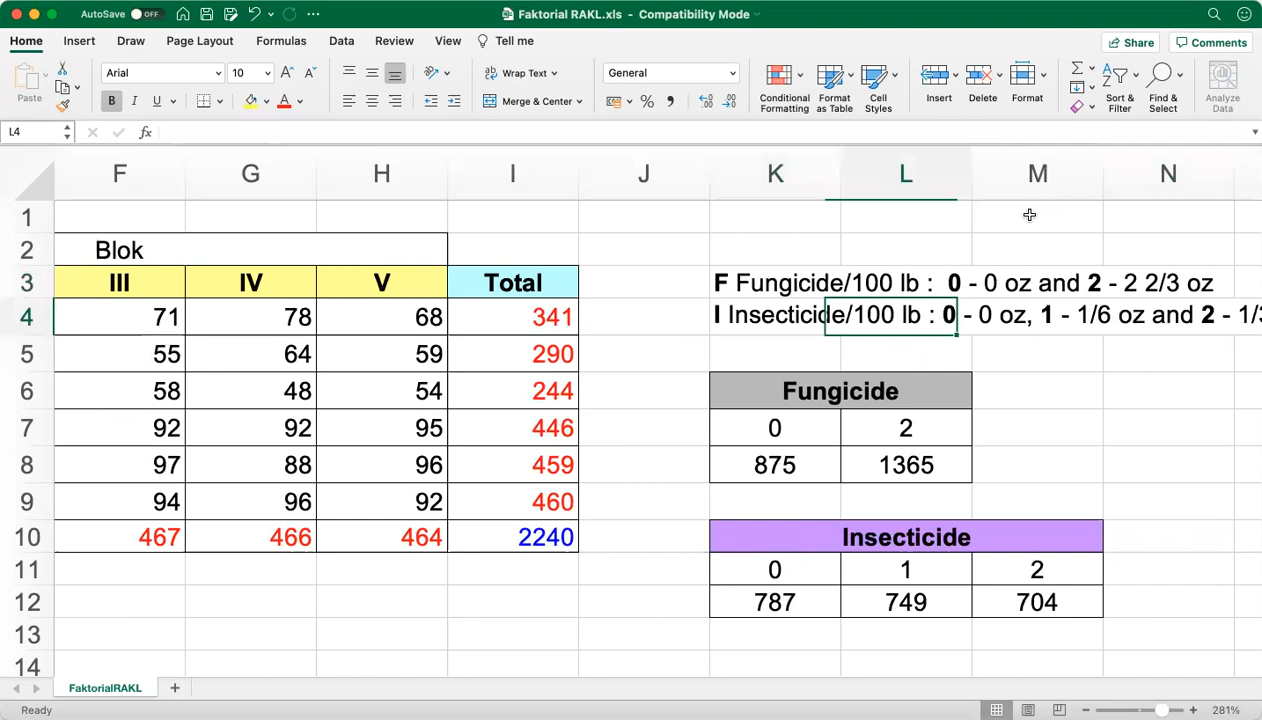 AutoSave OFF ... Faktorial RAKL.xls - Compatibility Mode
Home Insert Draw Page Layout Formulas Data Review View Tell me Share Comments
Paste Arial 10 A A Wrap Text General Conditional Formatting Format as Table Cell Styles Insert Delete Format Sort & Filter Find & Select Analyze Data
B I U A Merge & Center % 9
L4 fx
F G H I J K L M N
1
2 Blok
3 III IV V Total F Fungicide/100 lb : 0 - 0 oz and 2 - 2 2/3 oz
4 71 78 68 341 I Insecticide/100 lb : 0 - 0 oz, 1 - 1/6 oz and 2 - 1/3
5 55 64 59 290
6 58 48 54 244 Fungicide
7 92 92 95 446 0 2
8 97 88 96 459 875 1365
9 94 96 92 460
10 467 466 464 2240 Insecticide
11 0 1 2
12 787 749 704
13
14
FaktorialRAKL +
Ready 281%